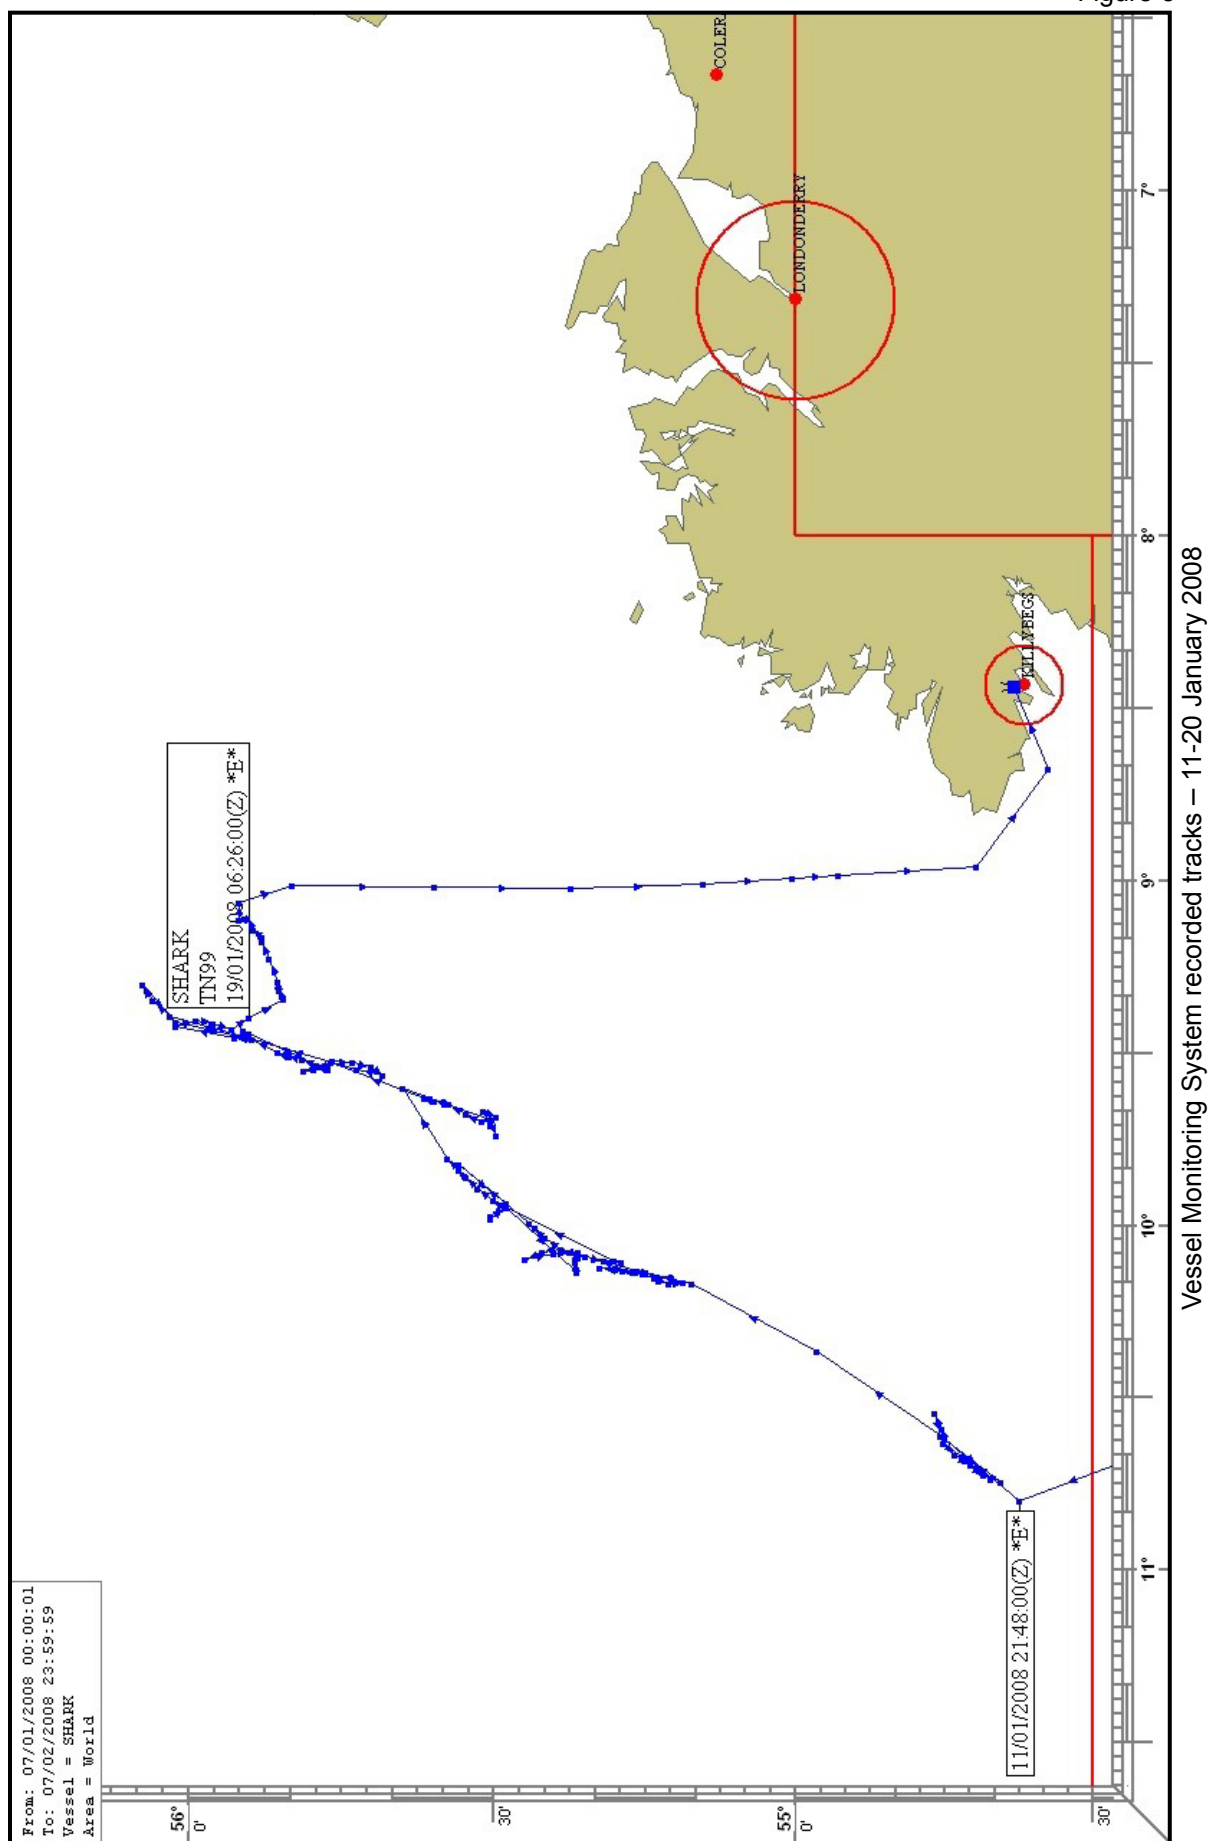 From: 07/01/2008 00:00:01
To: 07/02/2008 23:59:59
Vessel = SHARK
Area = World
SHARK
TN99
19/01/2008 06:26:00(Z) *E*
11/01/2008 21:48:00(Z) *E*
COLER
LONDONDERRY
KILLYBEGS
56°
0'
30'
55°
0'
30'
11°
10°
9°
8°
7°
Vessel Monitoring System recorded tracks – 11-20 January 2008